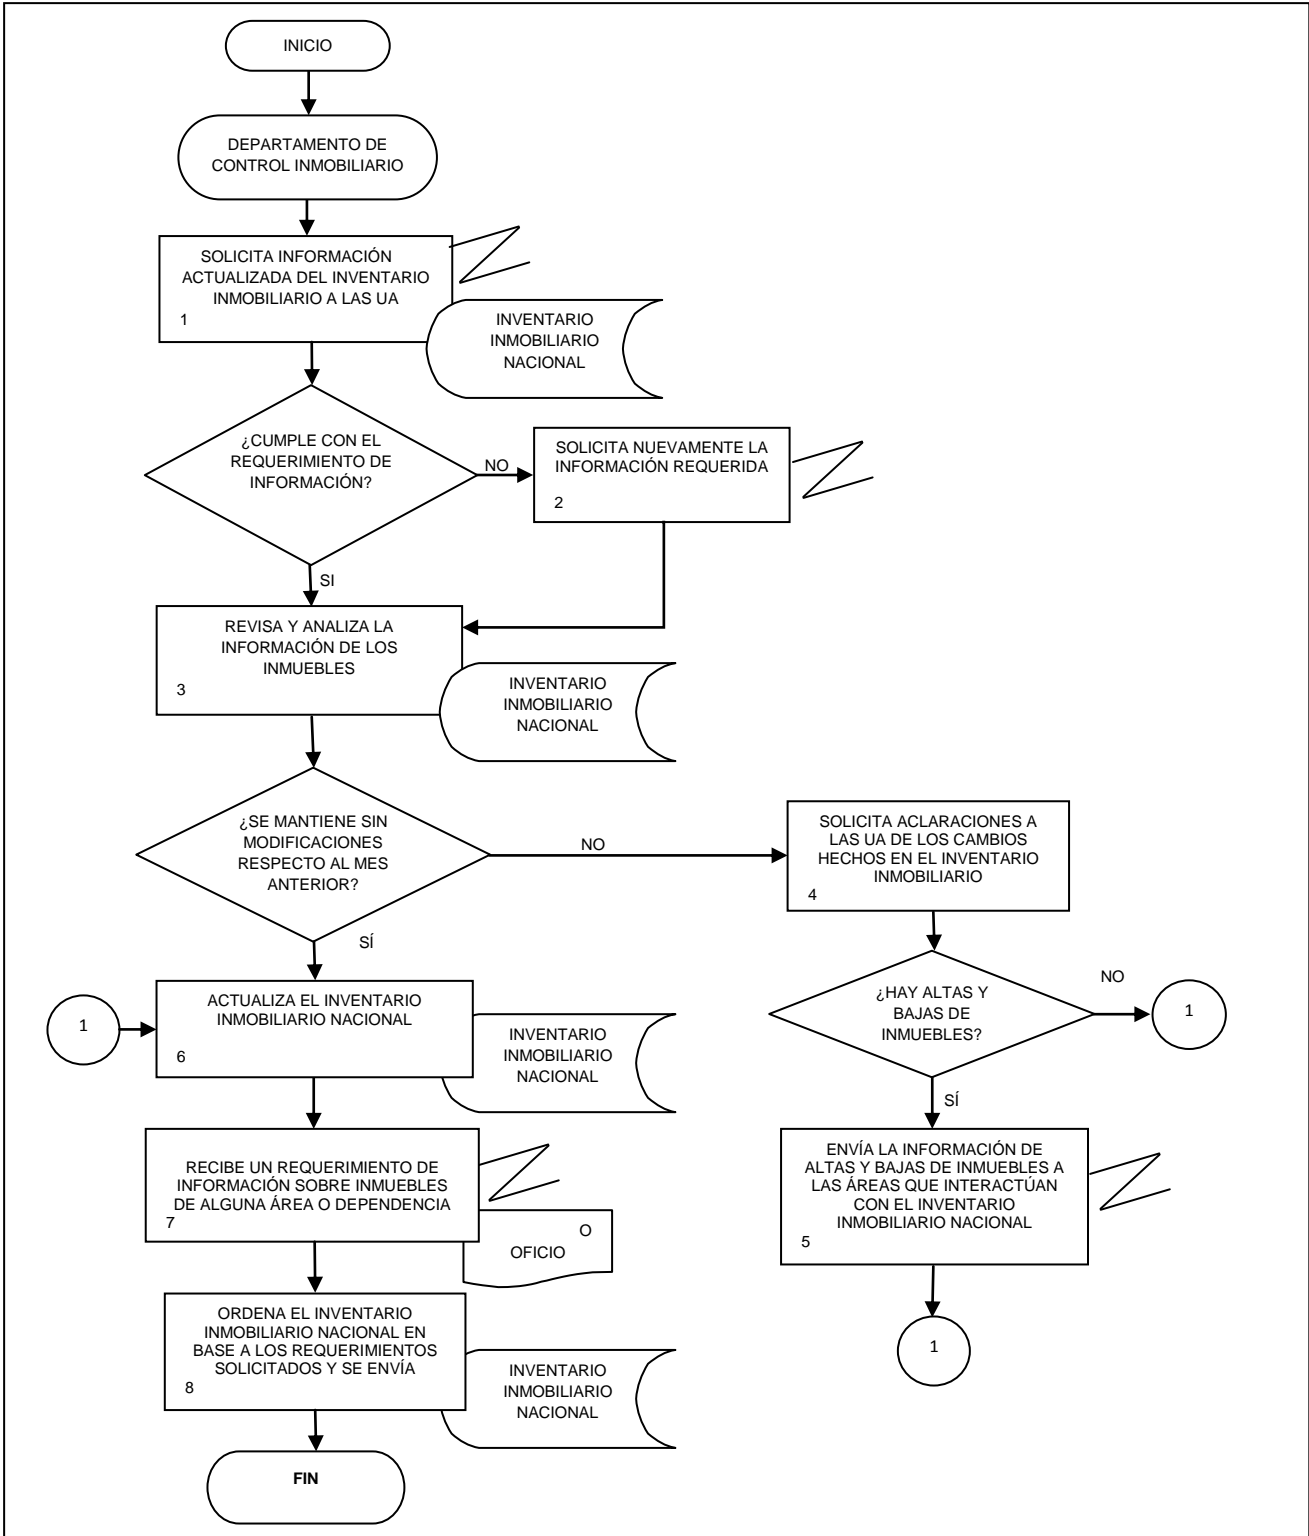 INICIO
DEPARTAMENTO DE
CONTROL INMOBILIARIO
SOLICITA INFORMACIÓN
ACTUALIZADA DEL INVENTARIO
INMOBILIARIO A LAS UA
1
INVENTARIO
INMOBILIARIO
NACIONAL
¿CUMPLE CON EL
REQUERIMIENTO DE
INFORMACIÓN?
NO
SOLICITA NUEVAMENTE LA
INFORMACIÓN REQUERIDA
2
SI
REVISA Y ANALIZA LA
INFORMACIÓN DE LOS
INMUEBLES
3
INVENTARIO
INMOBILIARIO
NACIONAL
¿SE MANTIENE SIN
MODIFICACIONES
RESPECTO AL MES
ANTERIOR?
NO
SOLICITA ACLARACIONES A
LAS UA DE LOS CAMBIOS
HECHOS EN EL INVENTARIO
INMOBILIARIO
4
SÍ
¿HAY ALTAS Y
BAJAS DE
INMUEBLES?
NO
1
SÍ
1
ACTUALIZA EL INVENTARIO
INMOBILIARIO NACIONAL
6
INVENTARIO
INMOBILIARIO
NACIONAL
ENVÍA LA INFORMACIÓN DE
ALTAS Y BAJAS DE INMUEBLES A
LAS ÁREAS QUE INTERACTÚAN
CON EL INVENTARIO
INMOBILIARIO NACIONAL
5
1
RECIBE UN REQUERIMIENTO DE
INFORMACIÓN SOBRE INMUEBLES
DE ALGUNA ÁREA O DEPENDENCIA
7
O
OFICIO
ORDENA EL INVENTARIO
INMOBILIARIO NACIONAL EN
BASE A LOS REQUERIMIENTOS
SOLICITADOS Y SE ENVÍA
8
INVENTARIO
INMOBILIARIO
NACIONAL
FIN